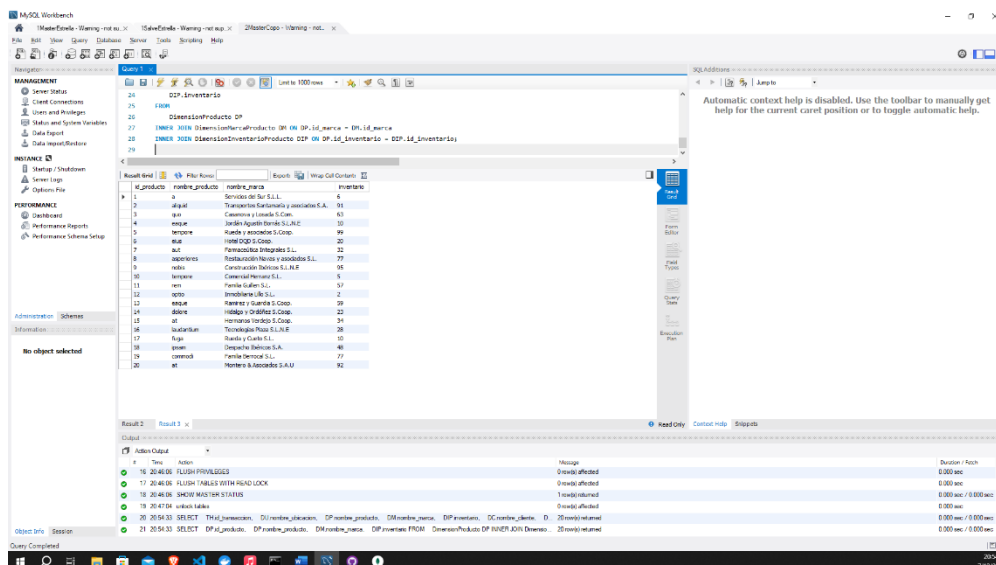 MySQL Workbench
1MasterEstrella - Warning - not su...
1SalveEstrella - Warning - not sup...
2MasterCopo - Warning - not...
File Edit View Query Database Server Tools Scripting Help
Navigator
Query 1
SQLAdditions
MANAGEMENT
Server Status
Client Connections
Users and Privileges
Status and System Variables
Data Export
Data Import/Restore
INSTANCE
Startup / Shutdown
Server Logs
Options File
PERFORMANCE
Dashboard
Performance Reports
Performance Schema Setup
Administration Schemas
Information
No object selected
Object Info Session
Query Completed
Limit to 1000 rows
24 DIP.inventario
25 FROM
26 DimensionProducto DP
27 INNER JOIN DimensionMarcaProducto DM ON DP.id_marca = DM.id_marca
28 INNER JOIN DimensionInventarioProducto DIP ON DP.id_inventario = DIP.id_inventario;
29
Result Grid Filter Rows: Export: Wrap Cell Content:
id_producto nombre_producto nombre_marca inventario
1 a Servicios del Sur S.L.L. 6
2 aliquid Transportes Santamaria y asociados S.A. 91
3 quo Casanova y Losada S.Com. 63
4 eaque Jordán Agustín Borrás S.L.N.E 10
5 tempore Rueda y asociados S.Coop. 99
6 eius Hotel DQD S.Coop. 20
7 aut Farmacéutica Integrales S.L. 32
8 asperiores Restauración Navas y asociados S.L. 77
9 nobis Construcción Ibéricos S.L.N.E 95
10 tempore Comercial Hernanz S.L. 5
11 rem Familia Guillen S.L. 57
12 optio Inmobiliaria Lillo S.L. 2
13 eaque Ramirez y Guardia S.Coop. 59
14 dolore Hidalgo y Ordóñez S.Coop. 23
15 at Hermanos Verdejo S.Coop. 34
16 laudantium Tecnologías Plaza S.L.N.E 28
17 fuga Rueda y Cueto S.L. 10
18 ipsam Despacho Ibéricos S.A. 48
19 commodi Familia Berrocal S.L. 77
20 at Montero & Asociados S.A.U 92
Result Grid
Form Editor
Field Types
Query Stats
Execution Plan
Jump to
Automatic context help is disabled. Use the toolbar to manually get
help for the current caret position or to toggle automatic help.
Result 2 Result 3
Read Only Context Help Snippets
Output
Action Output
# Time Action Message Duration / Fetch
16 20:46:06 FLUSH PRIVILEGES 0 row(s) affected 0.000 sec
17 20:46:06 FLUSH TABLES WITH READ LOCK 0 row(s) affected 0.000 sec
18 20:46:06 SHOW MASTER STATUS 1 row(s) returned 0.000 sec / 0.000 sec
19 20:47:04 unlock tables 0 row(s) affected 0.000 sec
20 20:54:33 SELECT TH.id_transaccion, DU.nombre_ubicacion, DP.nombre_producto, DM.nombre_marca, DIP.inventario, DC.nombre_cliente, D... 20 row(s) returned 0.000 sec / 0.000 sec
21 20:54:33 SELECT DP.id_producto, DP.nombre_producto, DM.nombre_marca, DIP.inventario FROM DimensionProducto DP INNER JOIN Dimensio... 20 row(s) returned 0.000 sec / 0.000 sec